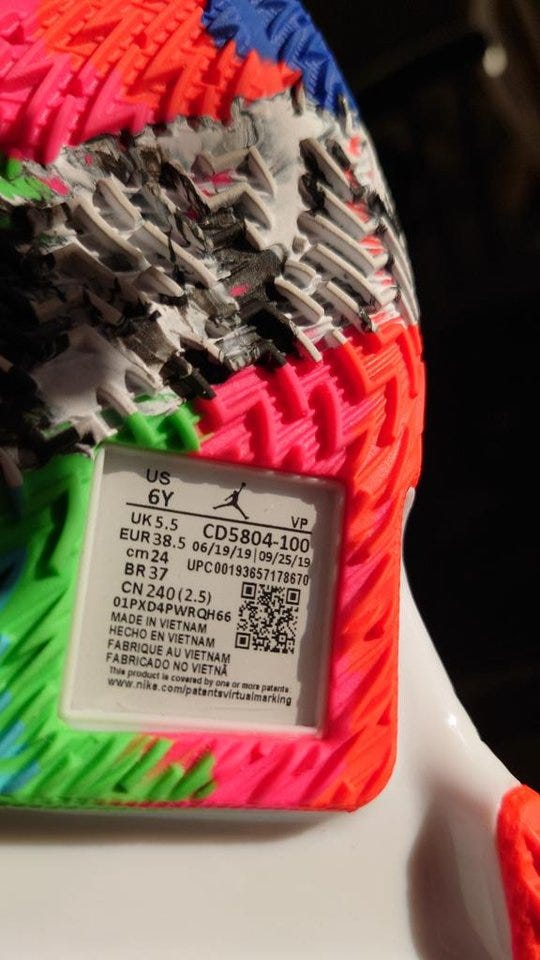 US
6Y
VP
UK 5.5
CD5804-100
EUR 38.5
06/19/19 | 09/25/19
cm 24
UPC00193657178670
BR 37
CN 240 (2.5)
01PXD4PWRQH66
MADE IN VIETNAM
HECHO EN VIETNAM
FABRIQUE AU VIETNAM
FABRICADO NO VIETNÃ
This product is covered by one or more patents:
www.nike.com/patentsvirtualmarking